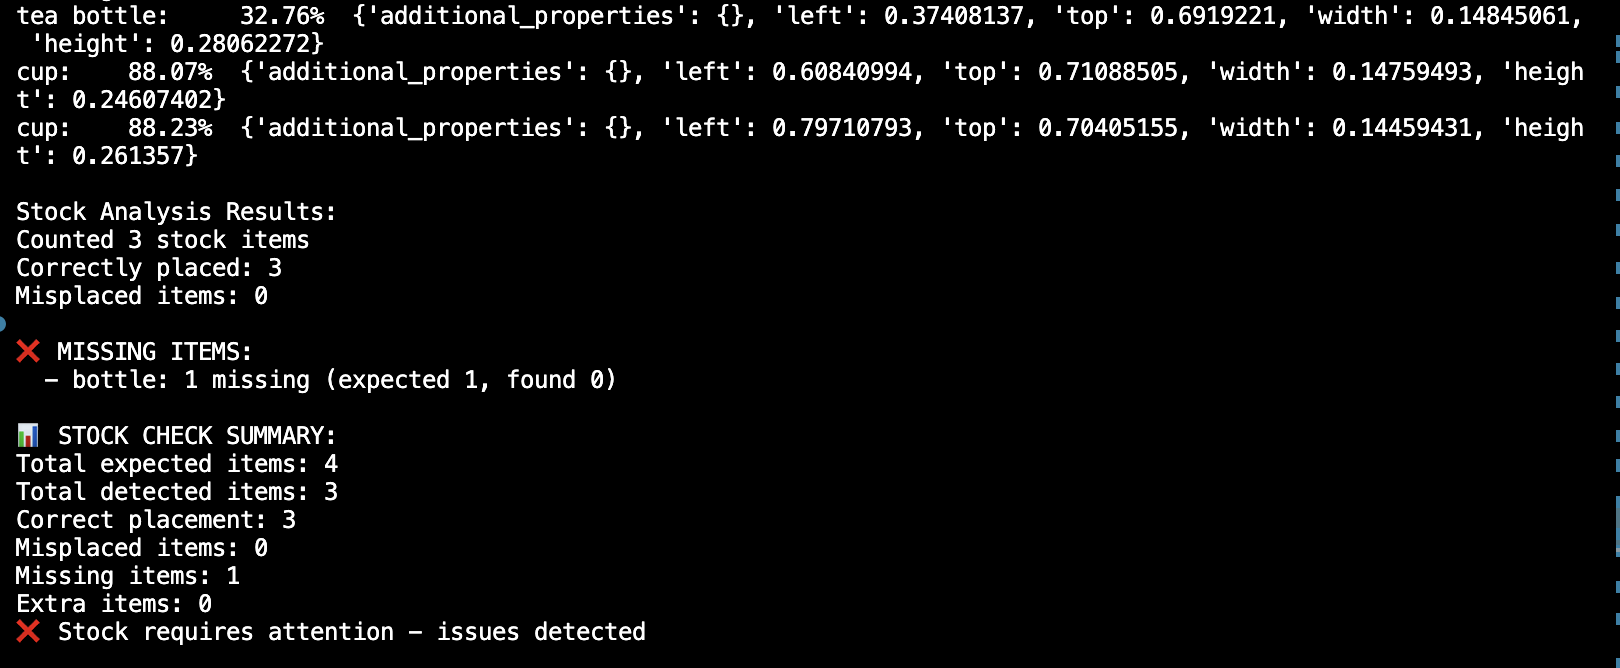 tea bottle:     32.76%  {'additional_properties': {}, 'left': 0.37408137, 'top': 0.6919221, 'width': 0.14845061,
 'height': 0.28062272}
cup:    88.07%  {'additional_properties': {}, 'left': 0.60840994, 'top': 0.71088505, 'width': 0.14759493, 'heigh
t': 0.24607402}
cup:    88.23%  {'additional_properties': {}, 'left': 0.79710793, 'top': 0.70405155, 'width': 0.14459431, 'heigh
t': 0.261357}
Stock Analysis Results:
Counted 3 stock items
Correctly placed: 3
Misplaced items: 0
❌ MISSING ITEMS:
  – bottle: 1 missing (expected 1, found 0)
📊 STOCK CHECK SUMMARY:
Total expected items: 4
Total detected items: 3
Correct placement: 3
Misplaced items: 0
Missing items: 1
Extra items: 0
❌ Stock requires attention – issues detected